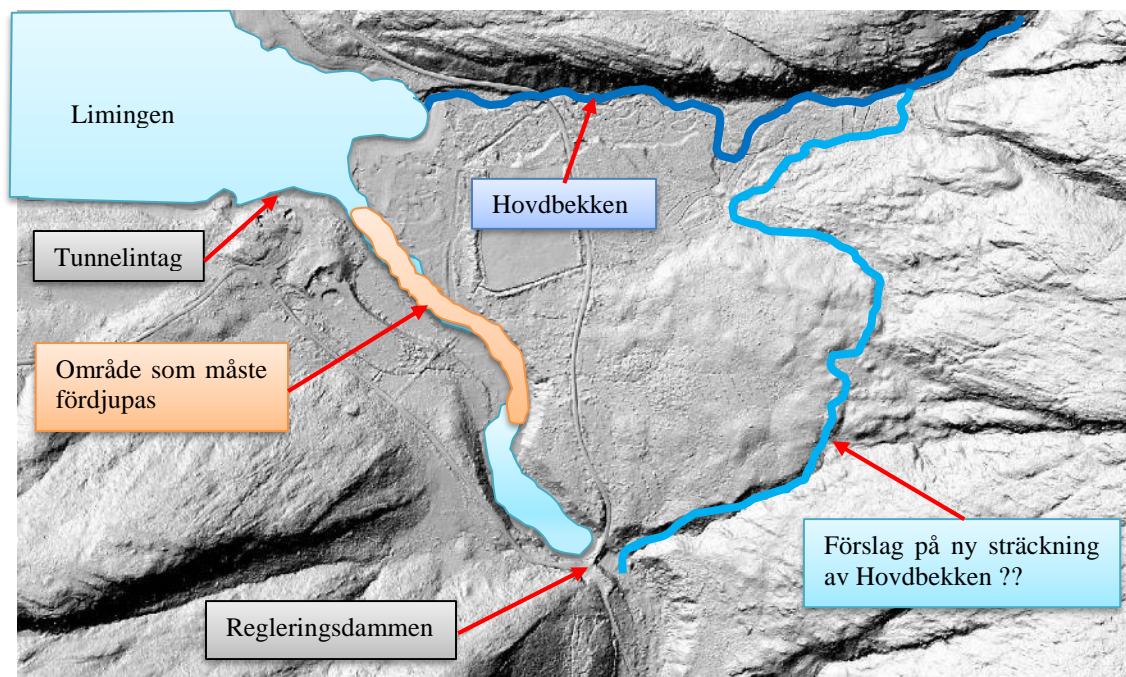 Limingen
Hovdbekken
Tunnelintag
Område som måste
fördjupas
Förslag på ny sträckning
av Hovdbekken ??
Regleringsdammen